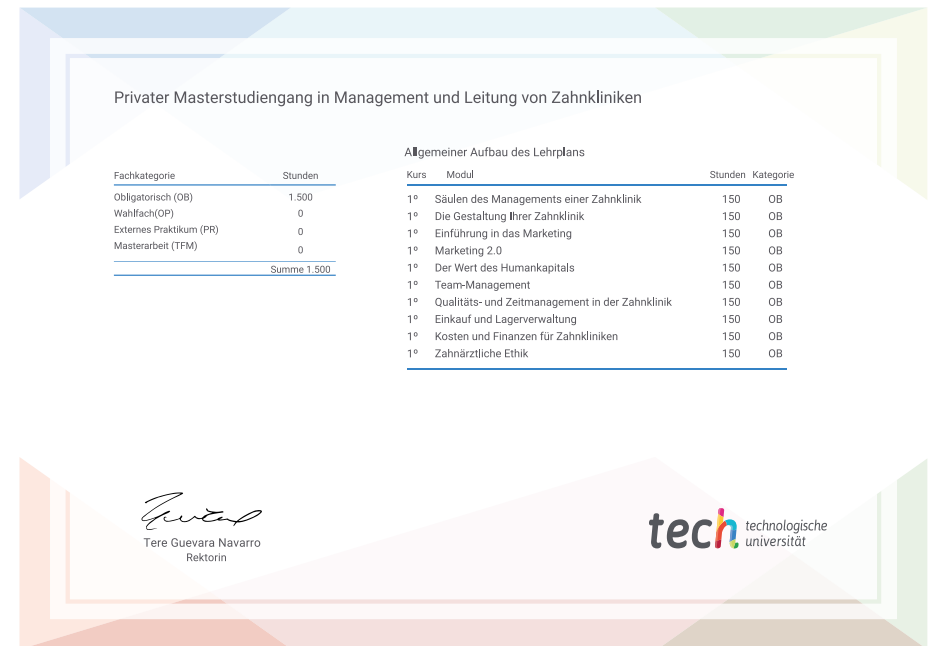 Privater Masterstudiengang in Management und Leitung von Zahnkliniken
Fachkategorie Stunden
Obligatorisch (OB) 1.500
Wahlfach(OP) 0
Externes Praktikum (PR) 0
Masterarbeit (TFM) 0
Summe 1.500
Allgemeiner Aufbau des Lehrplans
Kurs Modul Stunden Kategorie
1º Säulen des Managements einer Zahnklinik 150 OB
1º Die Gestaltung Ihrer Zahnklinik 150 OB
1º Einführung in das Marketing 150 OB
1º Marketing 2.0 150 OB
1º Der Wert des Humankapitals 150 OB
1º Team-Management 150 OB
1º Qualitäts- und Zeitmanagement in der Zahnklinik 150 OB
1º Einkauf und Lagerverwaltung 150 OB
1º Kosten und Finanzen für Zahnkliniken 150 OB
1º Zahnärztliche Ethik 150 OB
Tere Guevara Navarro
Rektorin
tech technologische
universität